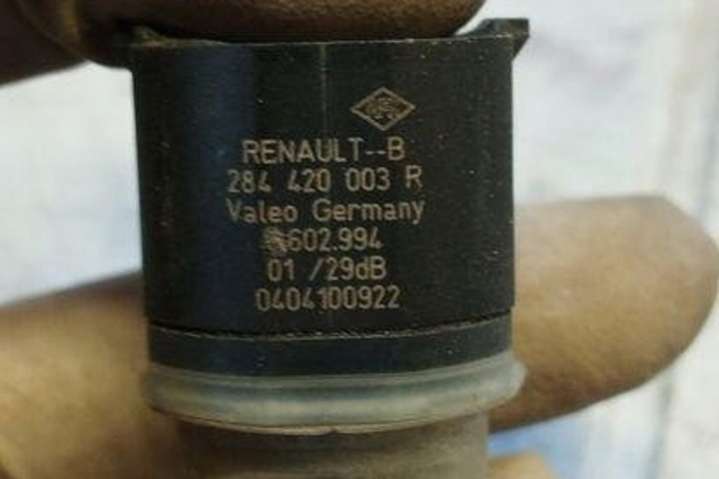 RENAULT--B
284 420 003 R
Valeo Germany
602.994
01 /29dB
0404100922